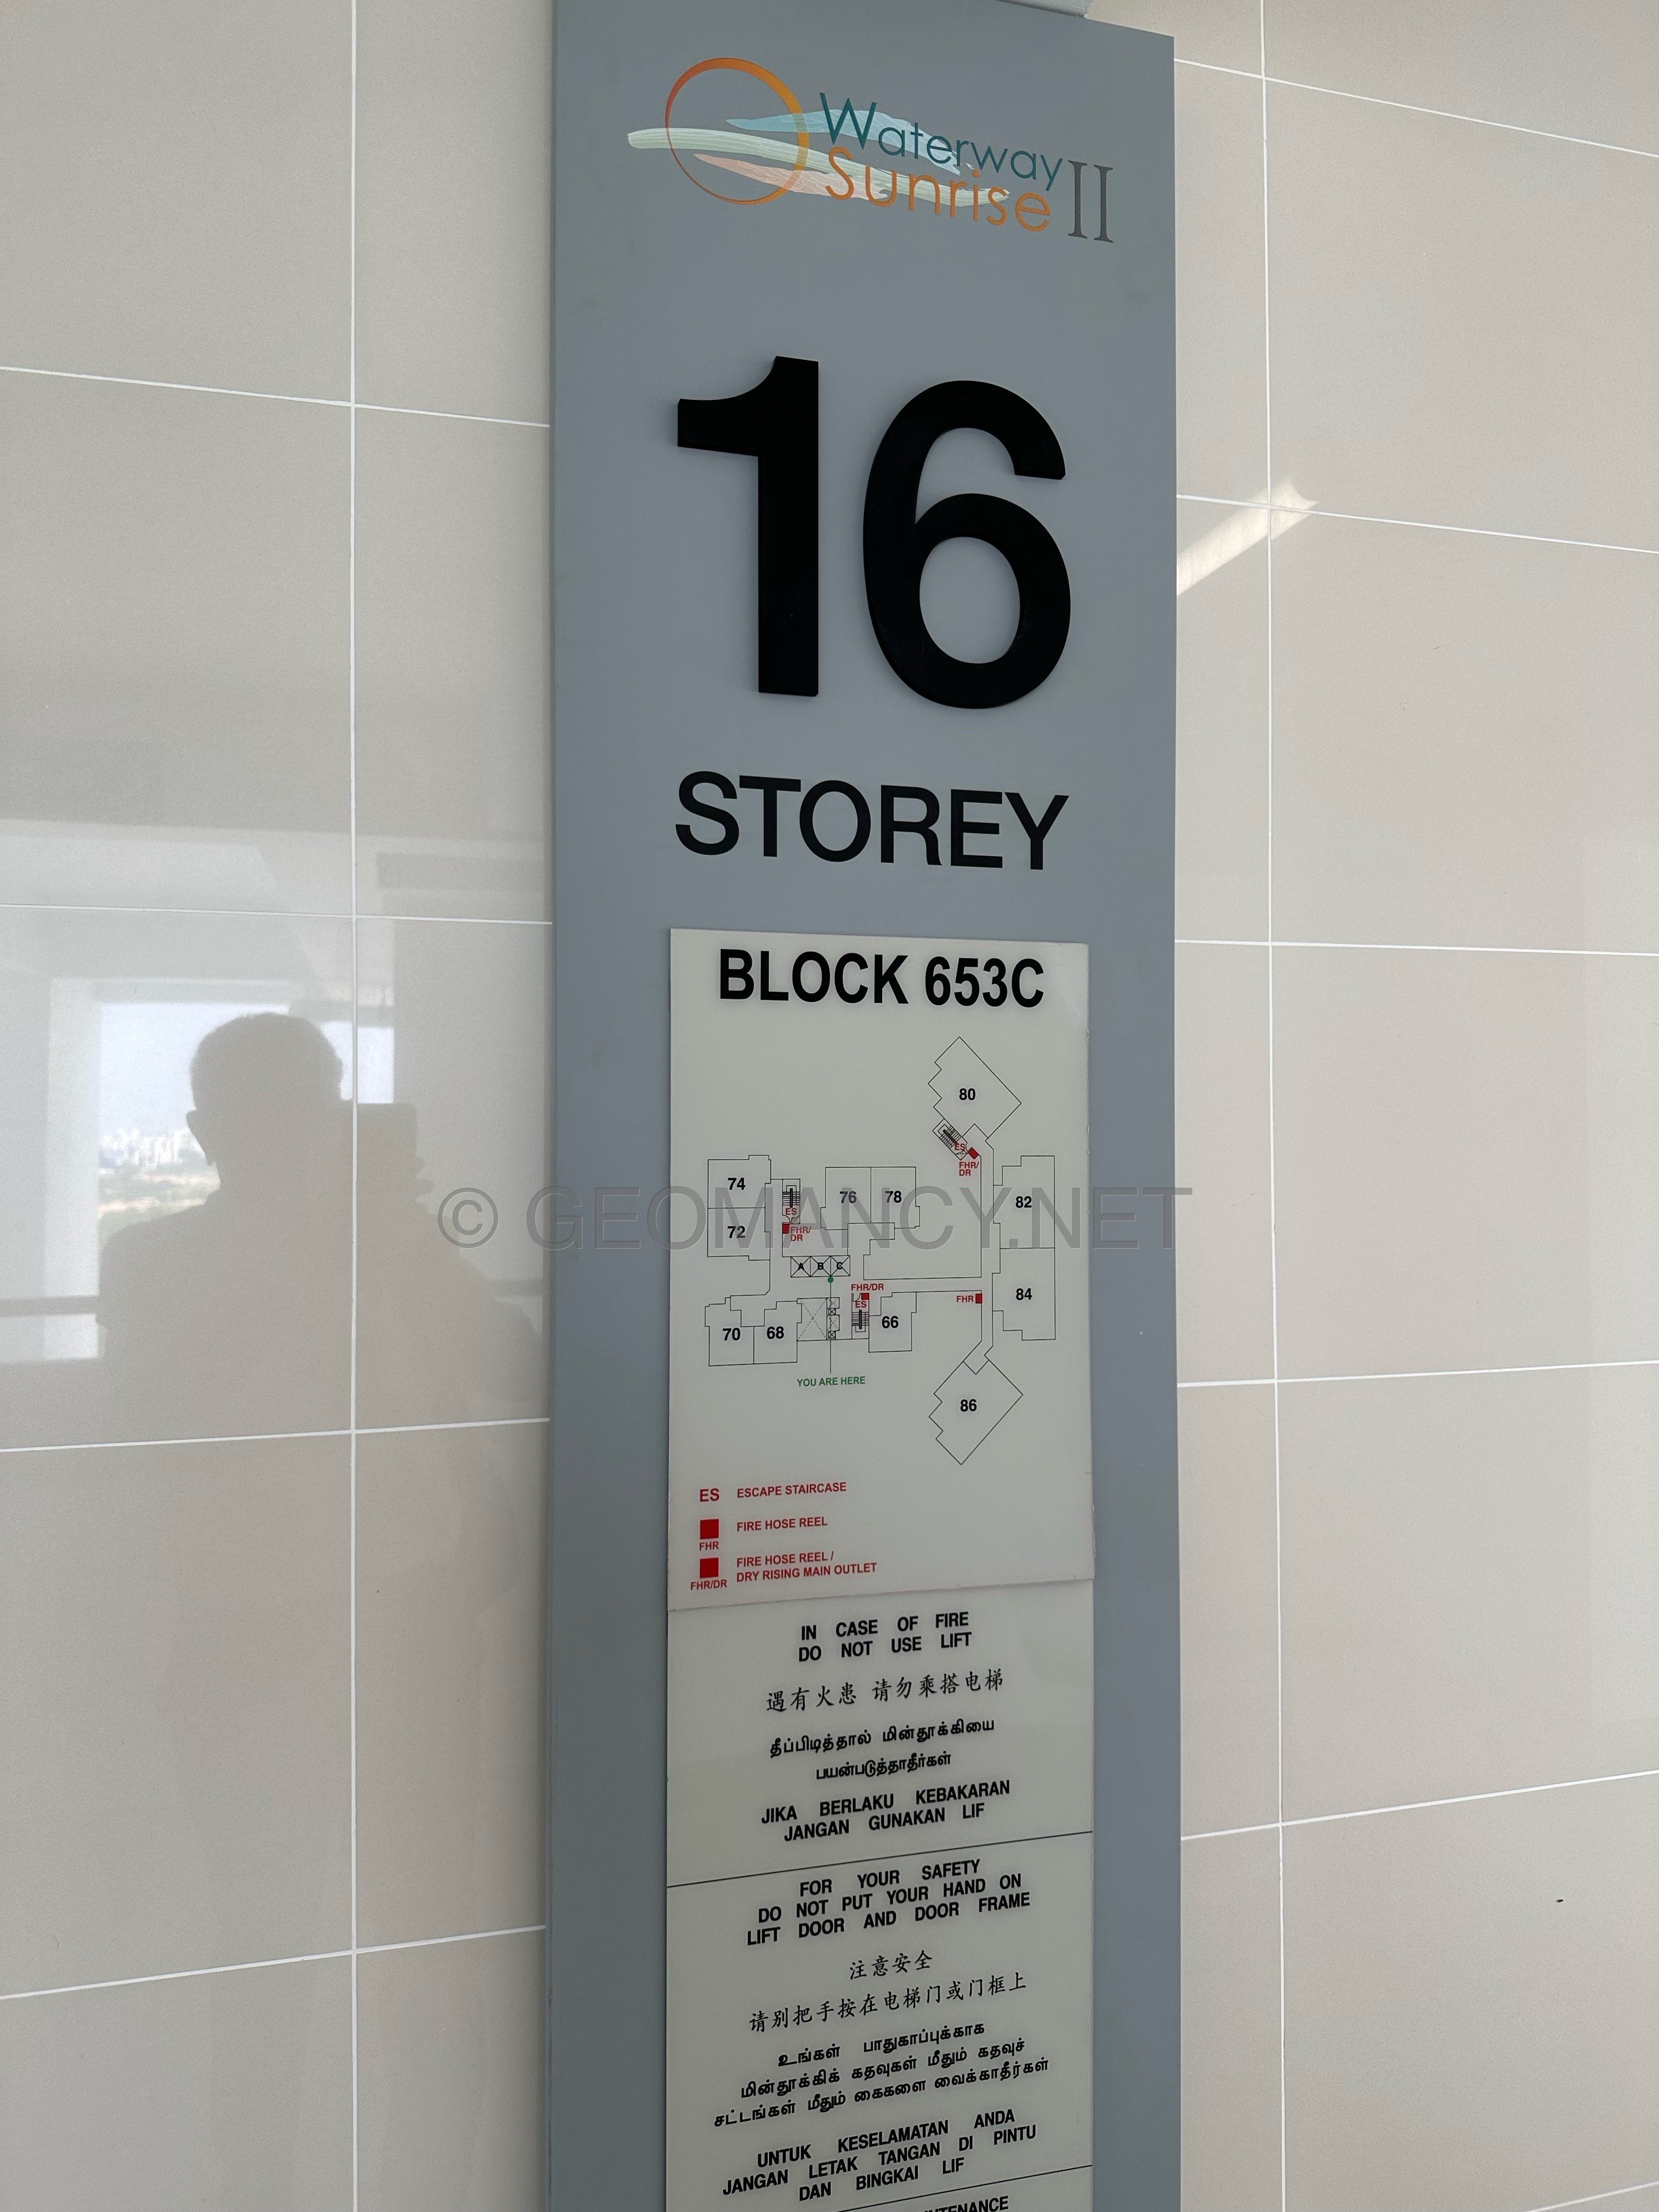 Waterway
Sunrise II
16
STOREY
BLOCK 653C
80
ES
FHR/
DR
74
76
78
82
ES
72
FHR/
DR
© GEOMANCY.NET
A B C
FHR/DR
ES
FHR
84
70
68
66
YOU ARE HERE
86
ES ESCAPE STAIRCASE
FIRE HOSE REEL
FHR
FIRE HOSE REEL /
DRY RISING MAIN OUTLET
FHR/DR
IN CASE OF FIRE
DO NOT USE LIFT
遇有火患 请勿乘搭电梯
தீப்பிடித்தால் மின்தூக்கியை
பயன்படுத்தாதீர்கள்
JIKA BERLAKU KEBAKARAN
JANGAN GUNAKAN LIF
FOR YOUR SAFETY
DO NOT PUT YOUR HAND ON
LIFT DOOR AND DOOR FRAME
注意安全
请别把手按在电梯门或门框上
உங்கள் பாதுகாப்புக்காக
மின்தூக்கிக் கதவுகள் மீதும் கதவுச்
சட்டங்கள் மீதும் கைகளை வைக்காதீர்கள்
UNTUK KESELAMATAN ANDA
JANGAN LETAK TANGAN DI PINTU
DAN BINGKAI LIF